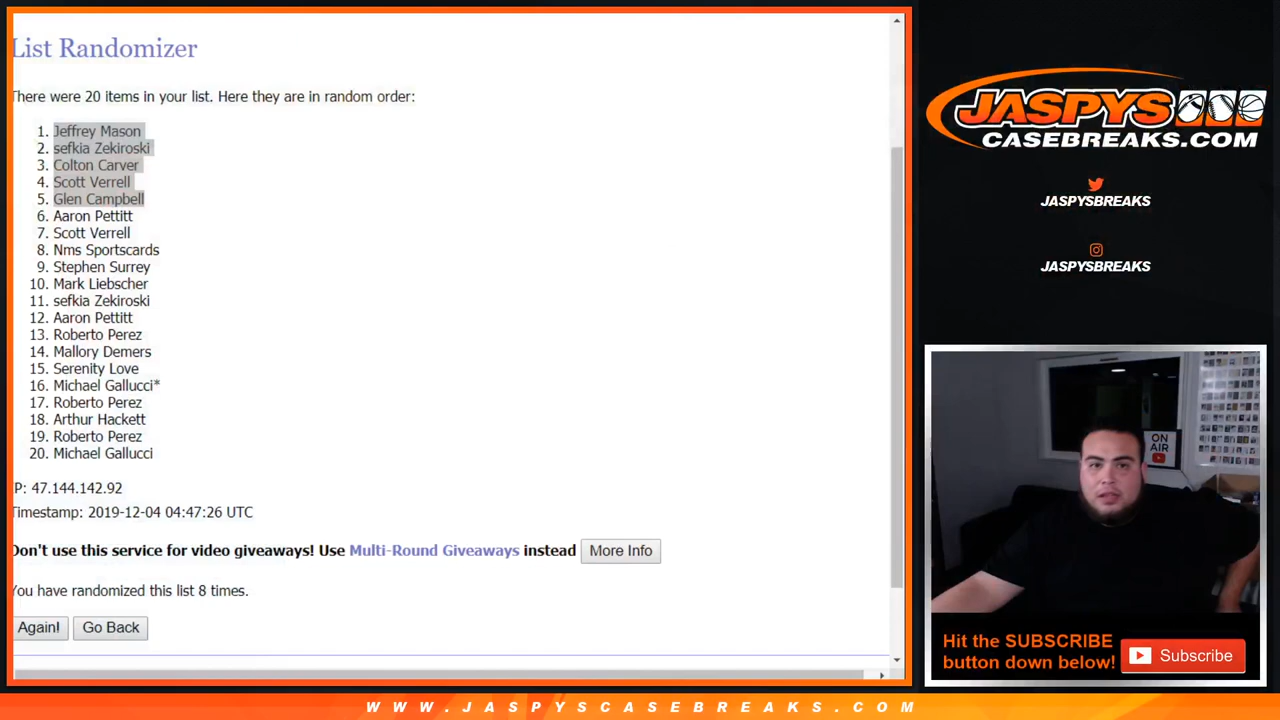 List Randomizer
There were 20 items in your list. Here they are in random order:
1. Jeffrey Mason
2. sefkia Zekiroski
3. Colton Carver
4. Scott Verrell
5. Glen Campbell
6. Aaron Pettitt
7. Scott Verrell
8. Nms Sportscards
9. Stephen Surrey
10. Mark Liebscher
11. sefkia Zekiroski
12. Aaron Pettitt
13. Roberto Perez
14. Mallory Demers
15. Serenity Love
16. Michael Gallucci*
17. Roberto Perez
18. Arthur Hackett
19. Roberto Perez
20. Michael Gallucci
P: 47.144.142.92
Timestamp: 2019-12-04 04:47:26 UTC
Don't use this service for video giveaways! Use Multi-Round Giveaways instead More Info
You have randomized this list 8 times.
Again! Go Back
JASPYS
CASEBREAKS.COM
JASPYSBREAKS
JASPYSBREAKS
ON
AIR
Hit the SUBSCRIBE
button down below!
Subscribe
WWW.JASPYSCASEBREAKS.COM